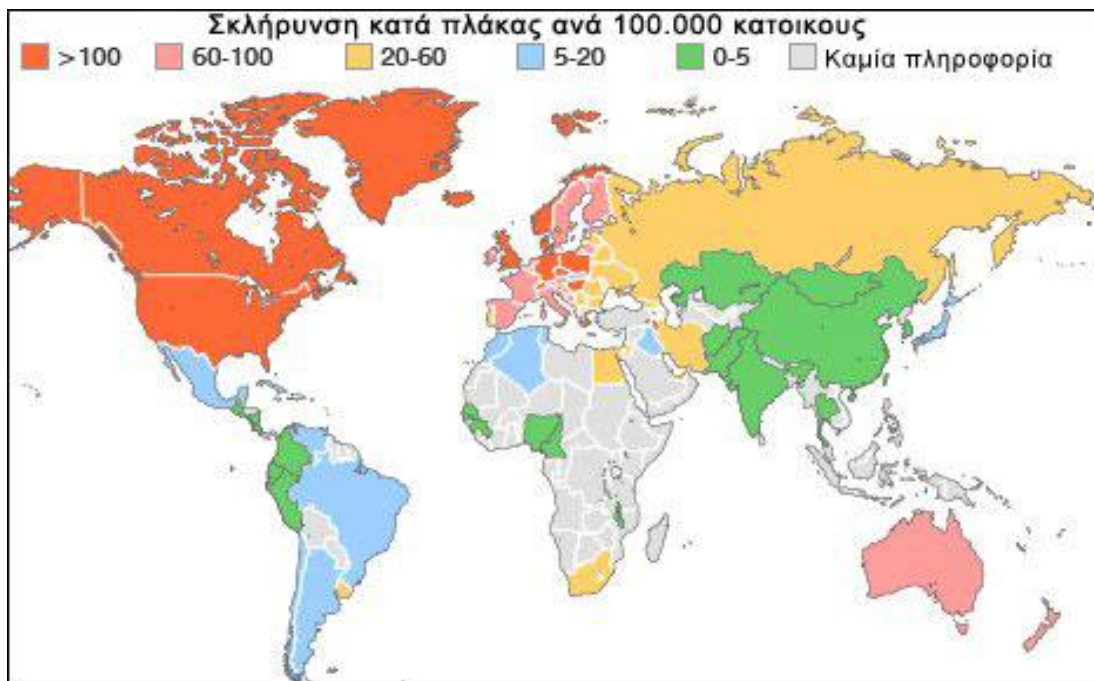 Σκλήρυνση κατά πλάκας ανά 100.000 κατοικους
>100 60-100 20-60 5-20 0-5 Καμία πληροφορία